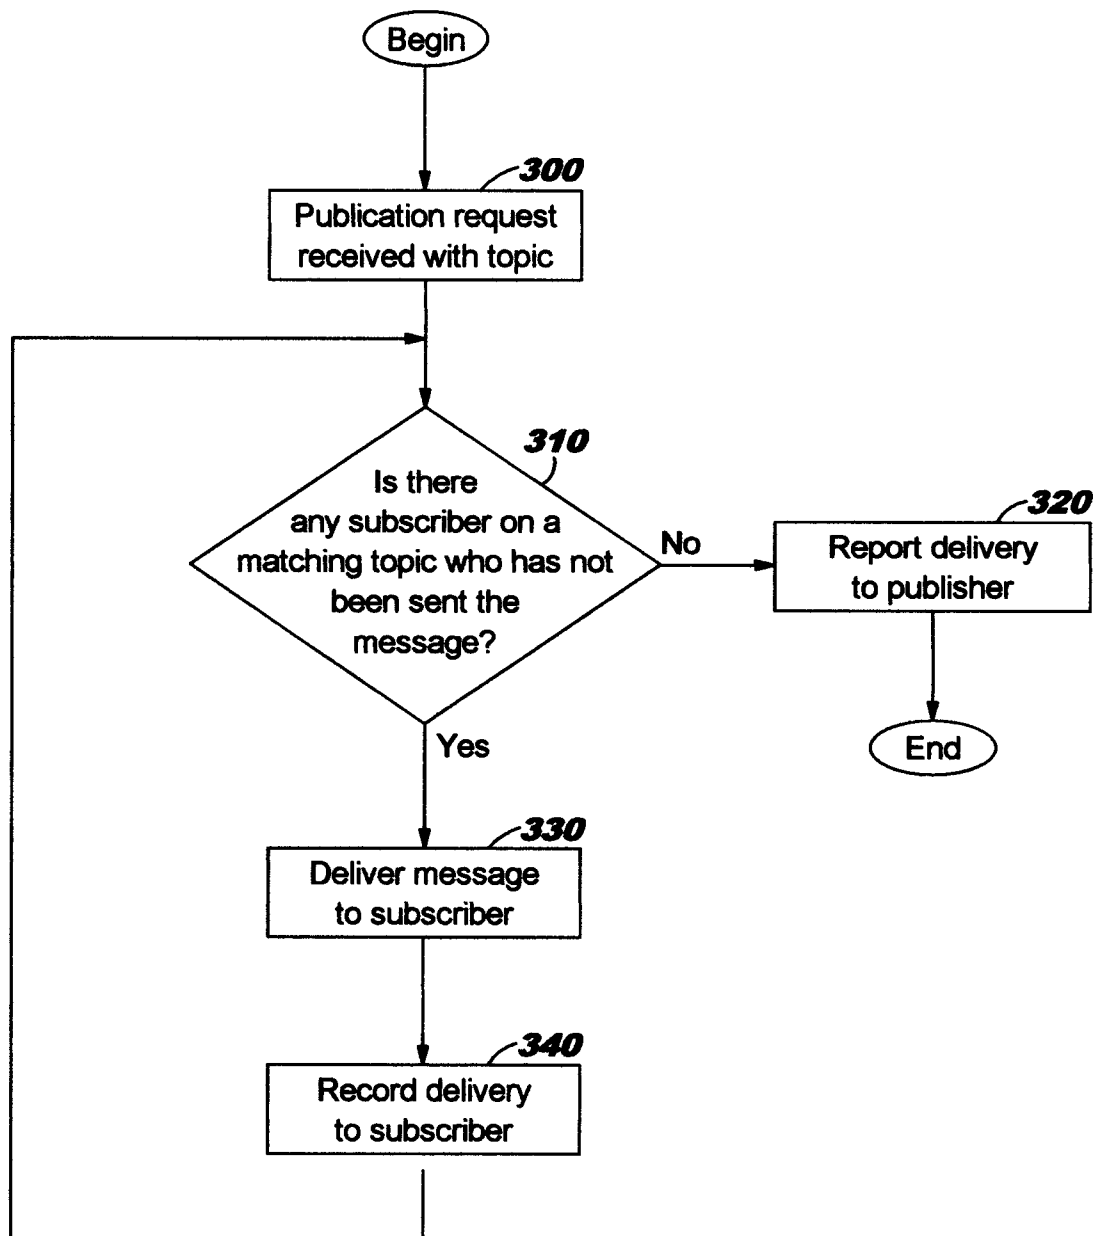 Begin
300
Publication request
received with topic
310
Is there
any subscriber on a
matching topic who has not
been sent the
message?
No
320
Report delivery
to publisher
End
Yes
330
Deliver message
to subscriber
340
Record delivery
to subscriber